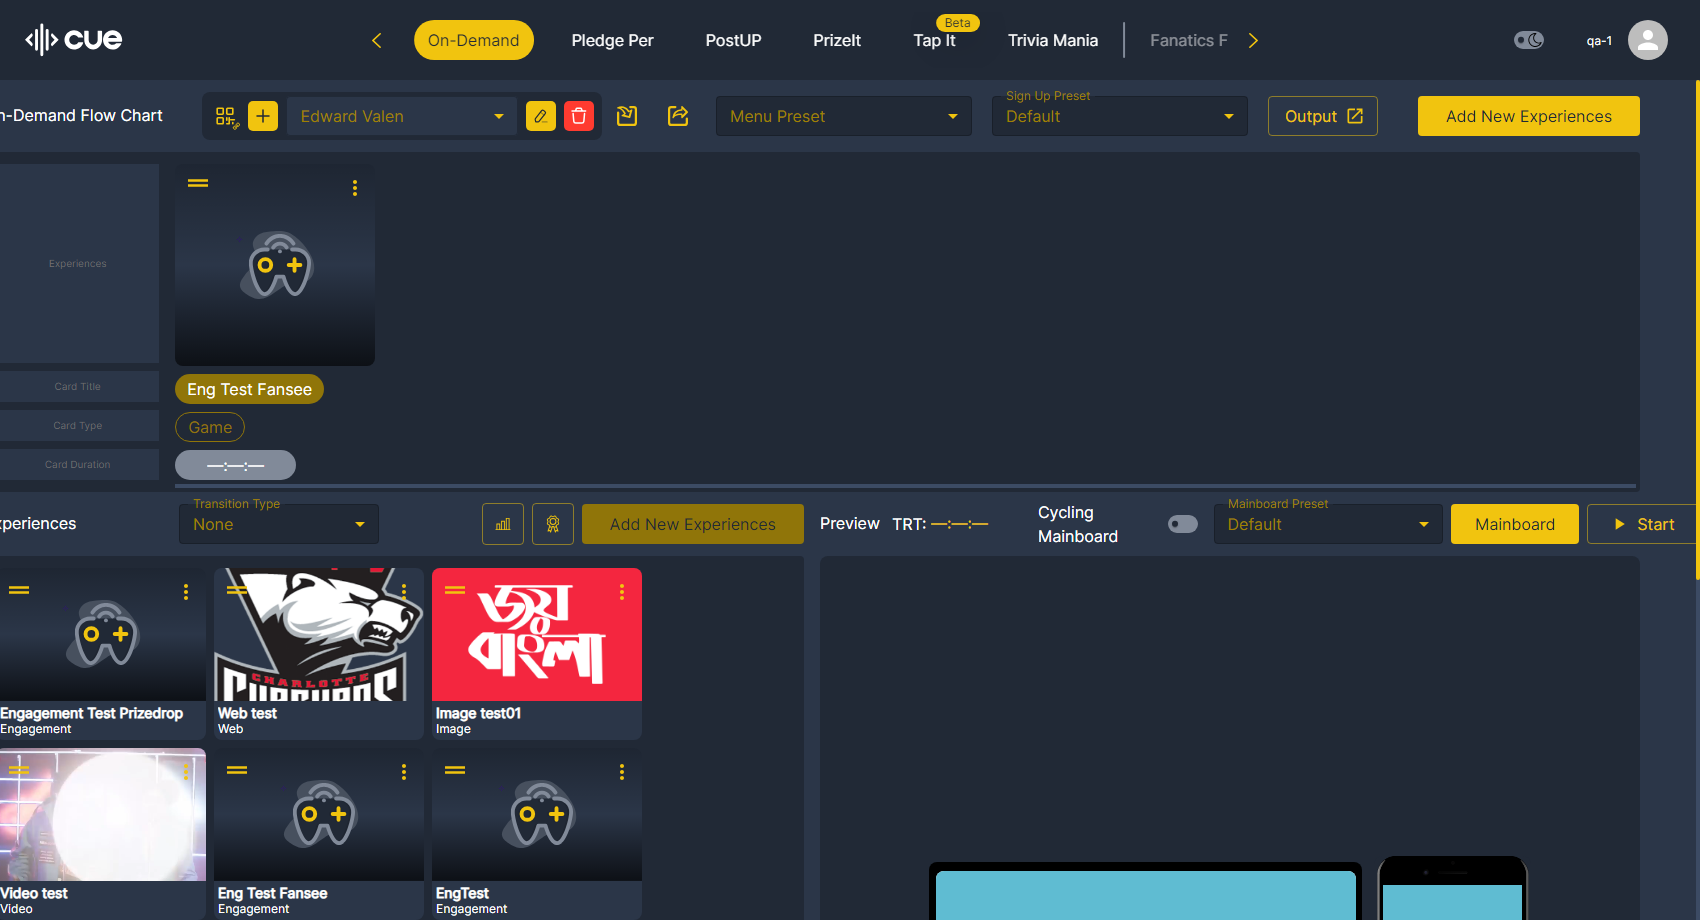 cue
On-Demand
Pledge Per
PostUP
PrizeIt
Beta
Tap It
Trivia Mania
Fanatics F
qa-1
n-Demand Flow Chart
Edward Valen
Menu Preset
Sign Up Preset
Default
Output
Add New Experiences
Experiences
Card Title
Eng Test Fansee
Card Type
Game
Card Duration
—:—:—
xperiences
Transition Type
None
Add New Experiences
Preview
TRT: —:—:—
Cycling
Mainboard
Mainboard Preset
Default
Mainboard
Start
Engagement Test Prizedrop
Engagement
CHARLOTTE
Web test
Web
জয়
বাংলা
Image test01
Image
Video test
Video
Eng Test Fansee
Engagement
EngTest
Engagement